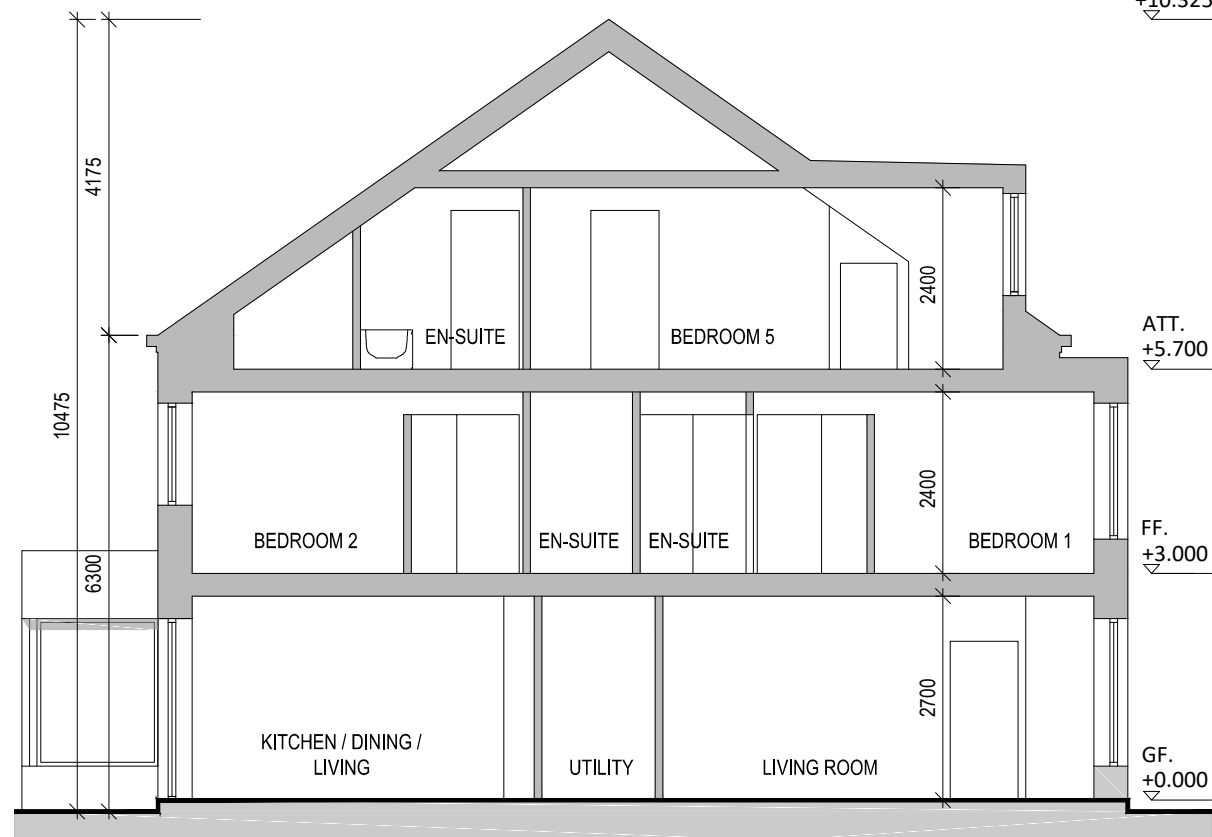 +10.325
4175
2400
EN-SUITE
BEDROOM 5
ATT.
+5.700
10475
2400
BEDROOM 2
EN-SUITE
EN-SUITE
BEDROOM 1
FF.
+3.000
6300
2700
KITCHEN / DINING /
LIVING
UTILITY
LIVING ROOM
GF.
+0.000